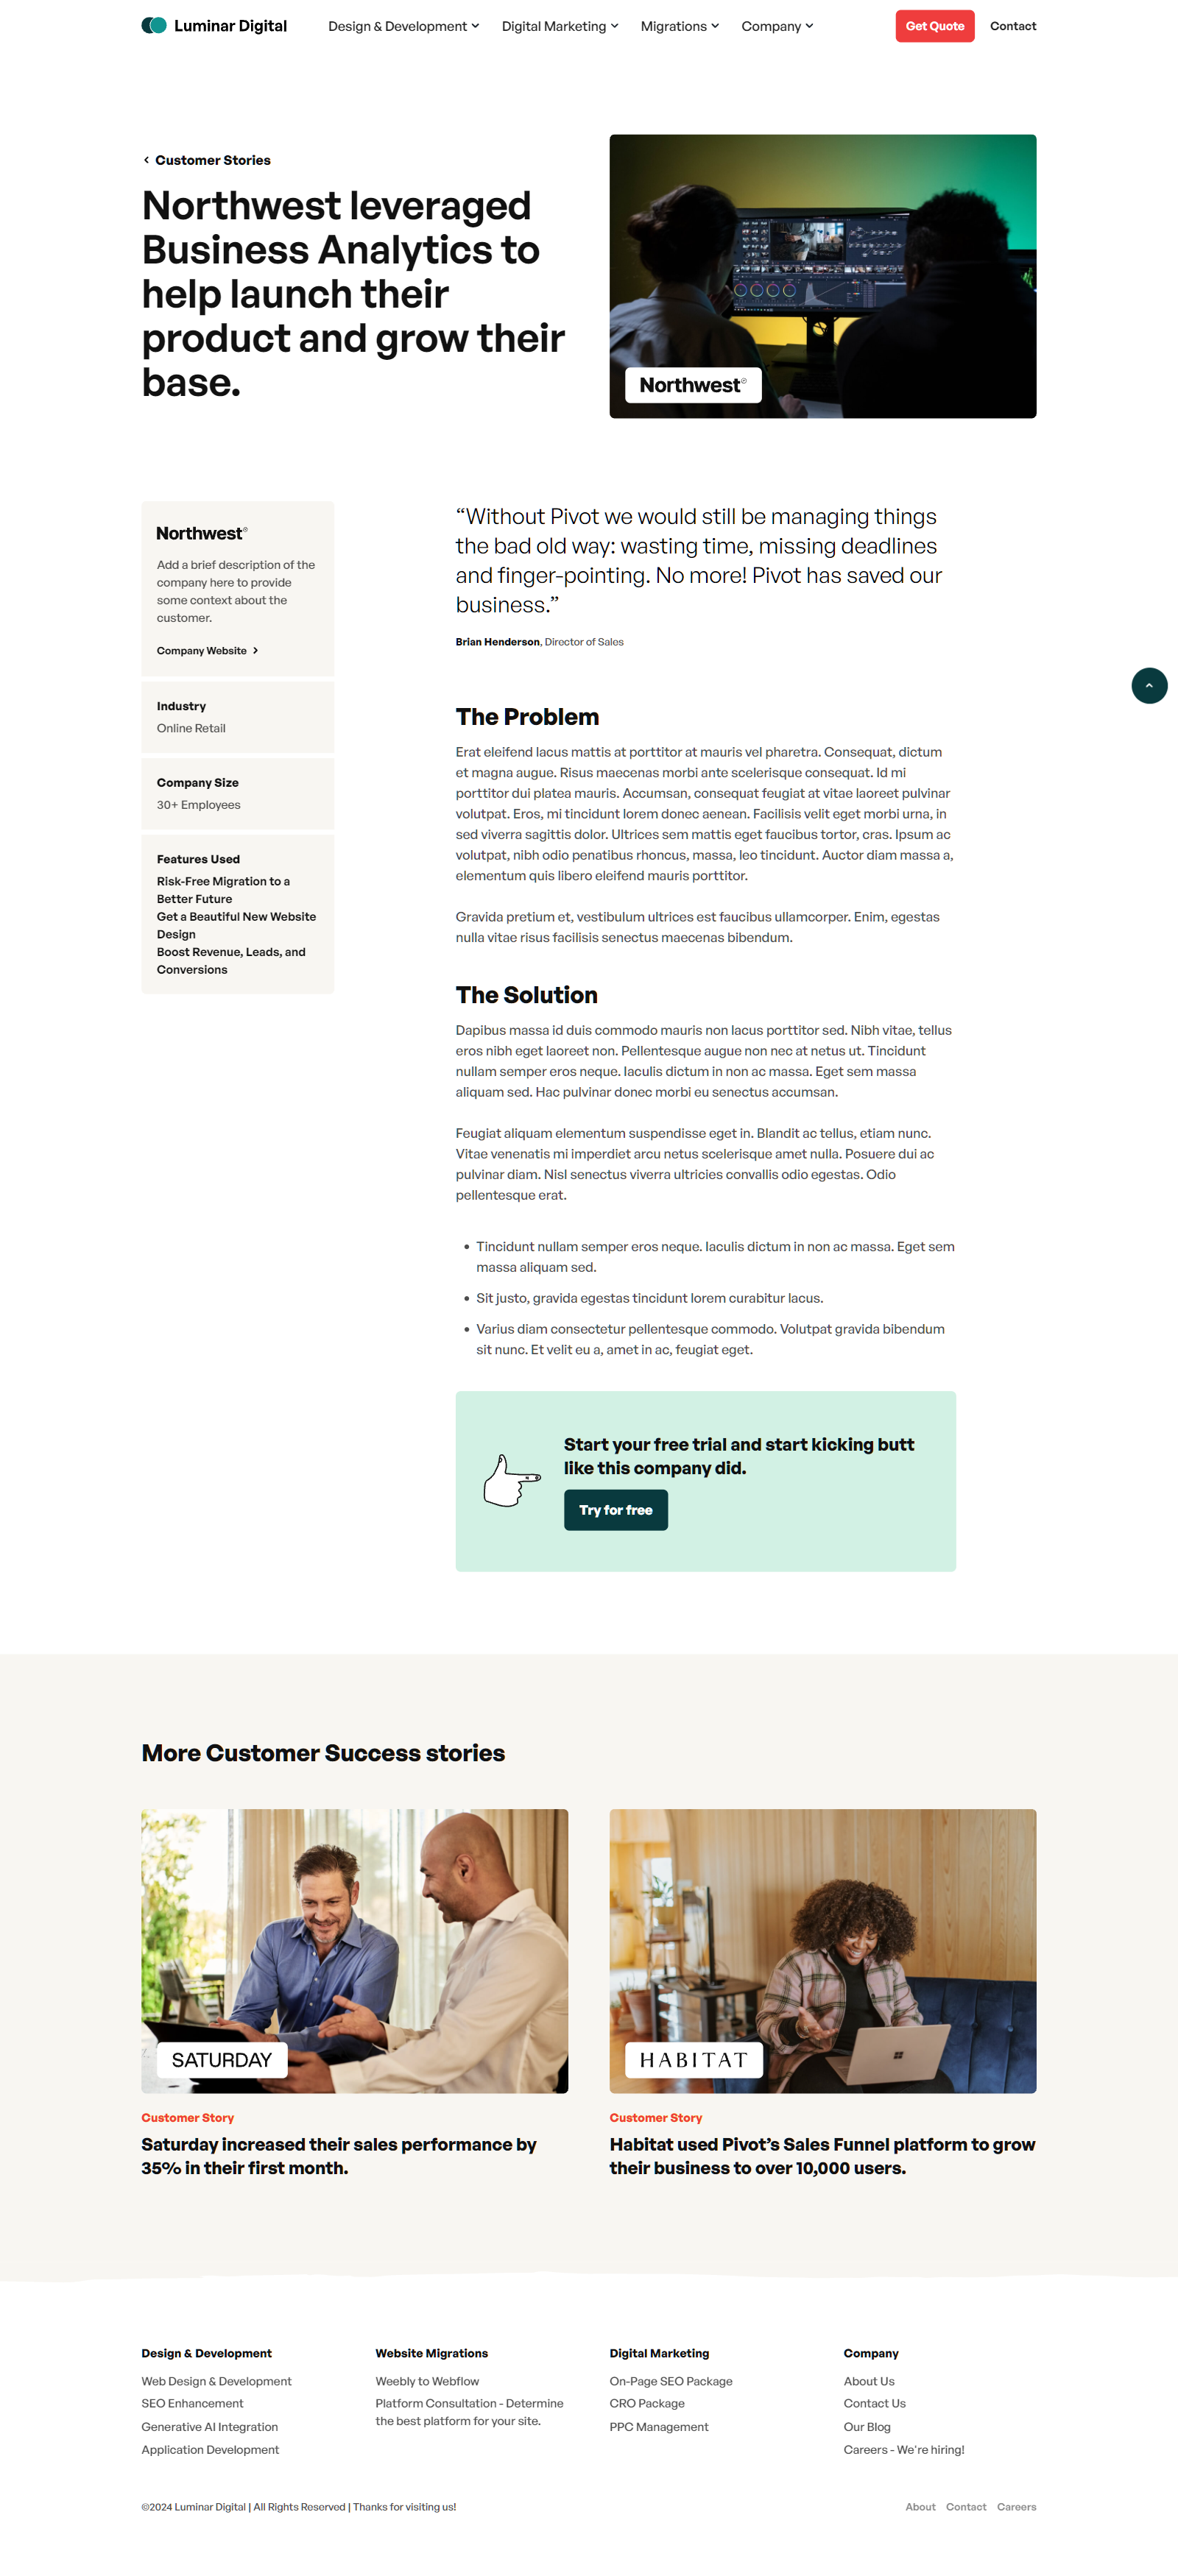 Luminar Digital
Design & Development
Digital Marketing
Migrations
Company
Get Quote
Contact
Customer Stories
Northwest leveraged
Business Analytics to
help launch their
product and grow their
base.
Northwest®
Northwest®
Add a brief description of the
company here to provide
some context about the
customer.
Company Website
Industry
Online Retail
Company Size
30+ Employees
Features Used
Risk-Free Migration to a
Better Future
Get a Beautiful New Website
Design
Boost Revenue, Leads, and
Conversions
“Without Pivot we would still be managing things
the bad old way: wasting time, missing deadlines
and finger-pointing. No more! Pivot has saved our
business.”
Brian Henderson, Director of Sales
The Problem
Erat eleifend lacus mattis at porttitor at mauris vel pharetra. Consequat, dictum
et magna augue. Risus maecenas morbi ante scelerisque consequat. Id mi
porttitor dui platea mauris. Accumsan, consequat feugiat at vitae laoreet pulvinar
volutpat. Eros, mi tincidunt lorem donec aenean. Facilisis velit eget morbi urna, in
sed viverra sagittis dolor. Ultrices sem mattis eget faucibus tortor, cras. Ipsum ac
volutpat, nibh odio penatibus rhoncus, massa, leo tincidunt. Auctor diam massa a,
elementum quis libero eleifend mauris porttitor.
Gravida pretium et, vestibulum ultrices est faucibus ullamcorper. Enim, egestas
nulla vitae risus facilisis senectus maecenas bibendum.
The Solution
Dapibus massa id duis commodo mauris non lacus porttitor sed. Nibh vitae, tellus
eros nibh eget laoreet non. Pellentesque augue non nec at netus ut. Tincidunt
nullam semper eros neque. Iaculis dictum in non ac massa. Eget sem massa
aliquam sed. Hac pulvinar donec morbi eu senectus accumsan.
Feugiat aliquam elementum suspendisse eget in. Blandit ac tellus, etiam nunc.
Vitae venenatis mi imperdiet arcu netus scelerisque amet nulla. Posuere dui ac
pulvinar diam. Nisl senectus viverra ultricies convallis odio egestas. Odio
pellentesque erat.
• Tincidunt nullam semper eros neque. Iaculis dictum in non ac massa. Eget sem
massa aliquam sed.
• Sit justo, gravida egestas tincidunt lorem curabitur lacus.
• Varius diam consectetur pellentesque commodo. Volutpat gravida bibendum
sit nunc. Et velit eu a, amet in ac, feugiat eget.
Start your free trial and start kicking butt
like this company did.
Try for free
More Customer Success stories
SATURDAY
Customer Story
Saturday increased their sales performance by
35% in their first month.
HABITAT
Customer Story
Habitat used Pivot’s Sales Funnel platform to grow
their business to over 10,000 users.
Design & Development
Web Design & Development
SEO Enhancement
Generative AI Integration
Application Development
Website Migrations
Weebly to Webflow
Platform Consultation - Determine
the best platform for your site.
Digital Marketing
On-Page SEO Package
CRO Package
PPC Management
Company
About Us
Contact Us
Our Blog
Careers - We're hiring!
©2024 Luminar Digital | All Rights Reserved | Thanks for visiting us!
About
Contact
Careers